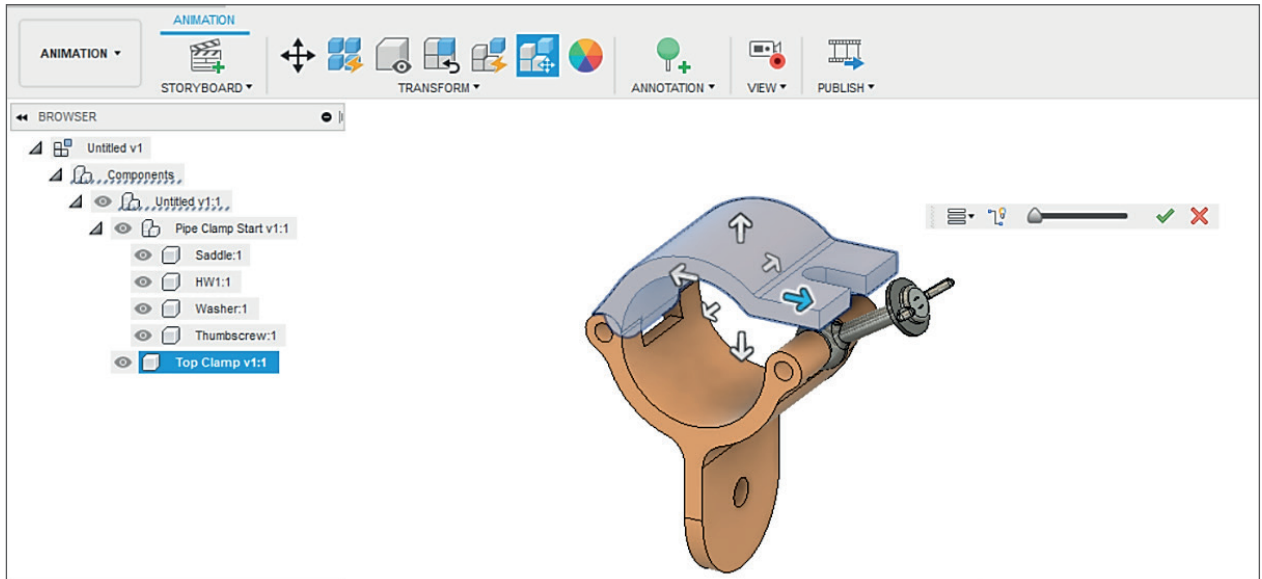 ANIMATION
ANIMATION
STORYBOARD
TRANSFORM
ANNOTATION
VIEW
PUBLISH
BROWSER
Untitled v1
Components
Untitled v1:1
Pipe Clamp Start v1:1
Saddle:1
HW1:1
Washer:1
Thumbscrew:1
Top Clamp v1:1